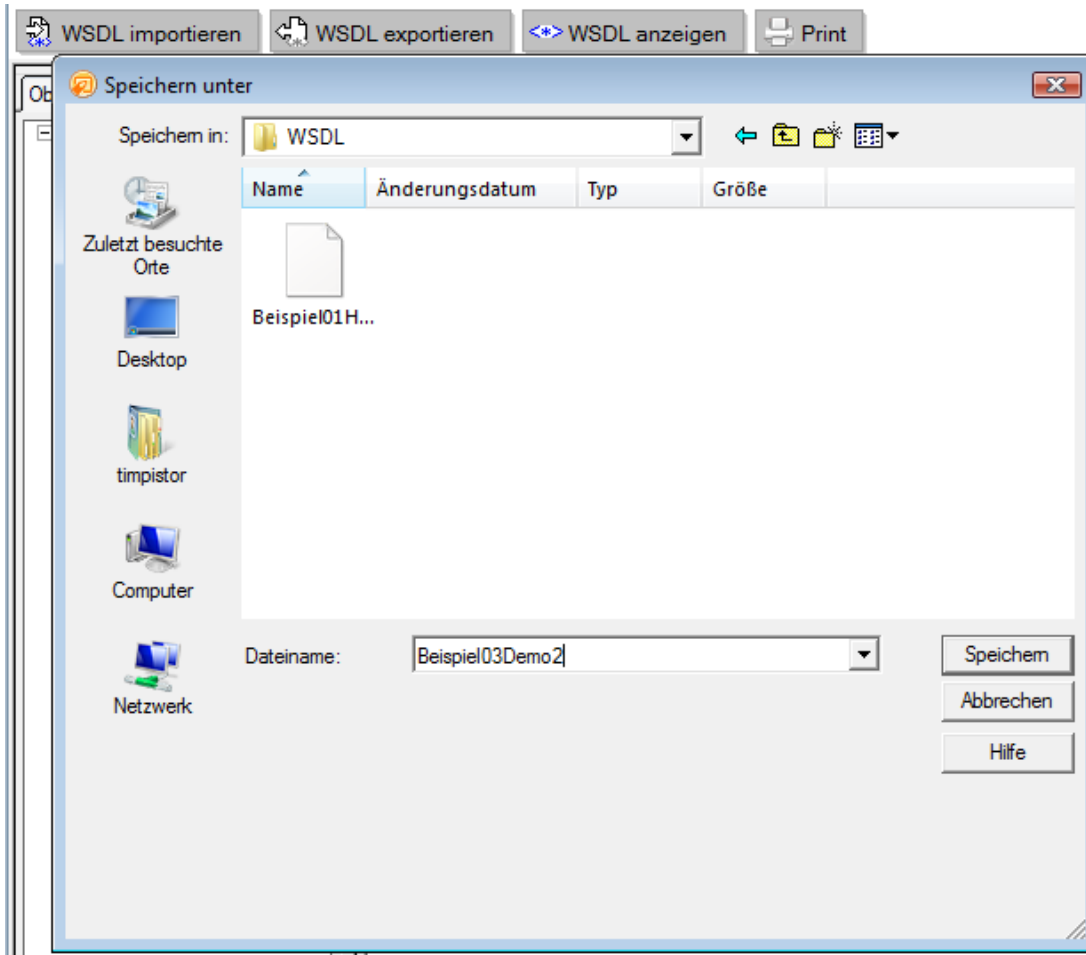 WSDL importieren WSDL exportieren <*> WSDL anzeigen Print
Speichern unter
Speichern in: WSDL
Name Änderungsdatum Typ Größe
Zuletzt besuchte
Orte
Beispiel01H...
Desktop
timpistor
Computer
Netzwerk
Dateiname: Beispiel03Demo2 Speichern
Abbrechen
Hilfe